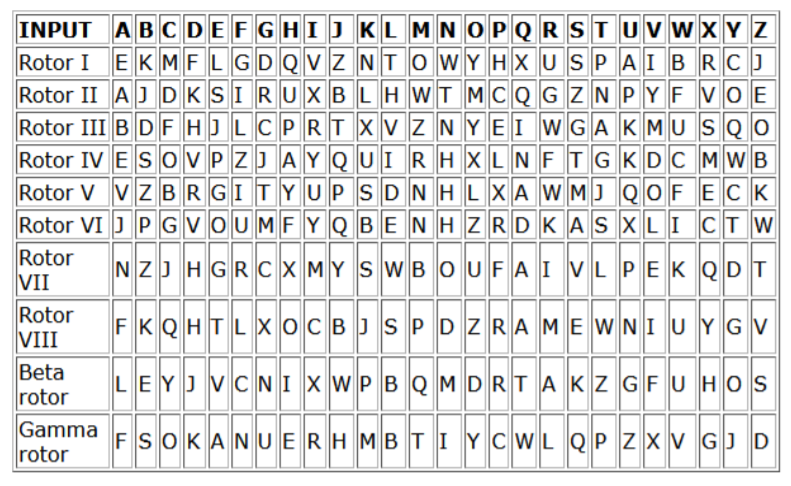 INPUT A B C D E F G H I J K L M N O P Q R S T U V W X Y Z
Rotor I E K M F L G D Q V Z N T O W Y H X U S P A I B R C J
Rotor II A J D K S I R U X B L H W T M C Q G Z N P Y F V O E
Rotor III B D F H J L C P R T X V Z N Y E I W G A K M U S Q O
Rotor IV E S O V P Z J A Y Q U I R H X L N F T G K D C M W B
Rotor V V Z B R G I T Y U P S D N H L X A W M J Q O F E C K
Rotor VI J P G V O U M F Y Q B E N H Z R D K A S X L I C T W
Rotor
VII N Z J H G R C X M Y S W B O U F A I V L P E K Q D T
Rotor
VIII F K Q H T L X O C B J S P D Z R A M E W N I U Y G V
Beta
rotor L E Y J V C N I X W P B Q M D R T A K Z G F U H O S
Gamma
rotor F S O K A N U E R H M B T I Y C W L Q P Z X V G J D